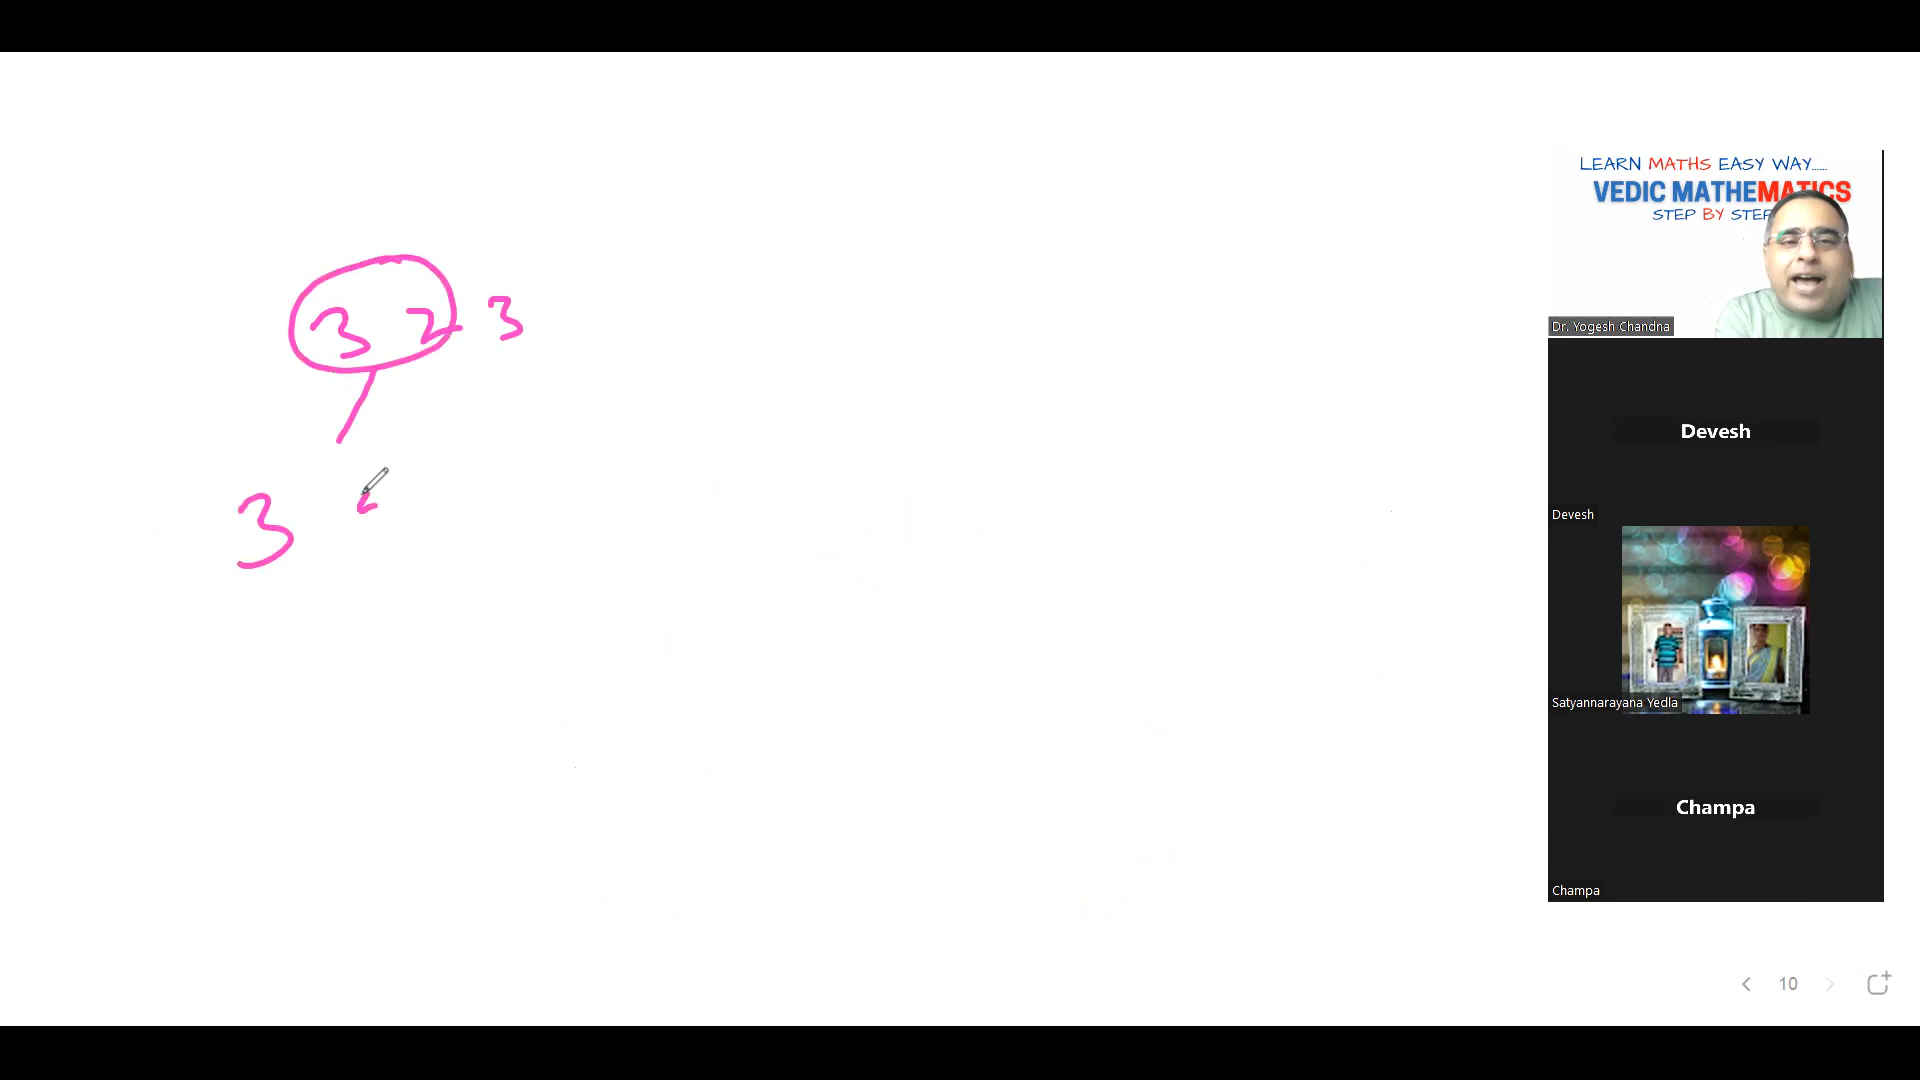 LEARN MATHS EASY WAY......
VEDIC MATHEMATICS
STEP BY STEP
Dr. Yogesh Chandna
3 2 3
3
Devesh
Devesh
Satyannarayana Yedla
Champa
Champa
10